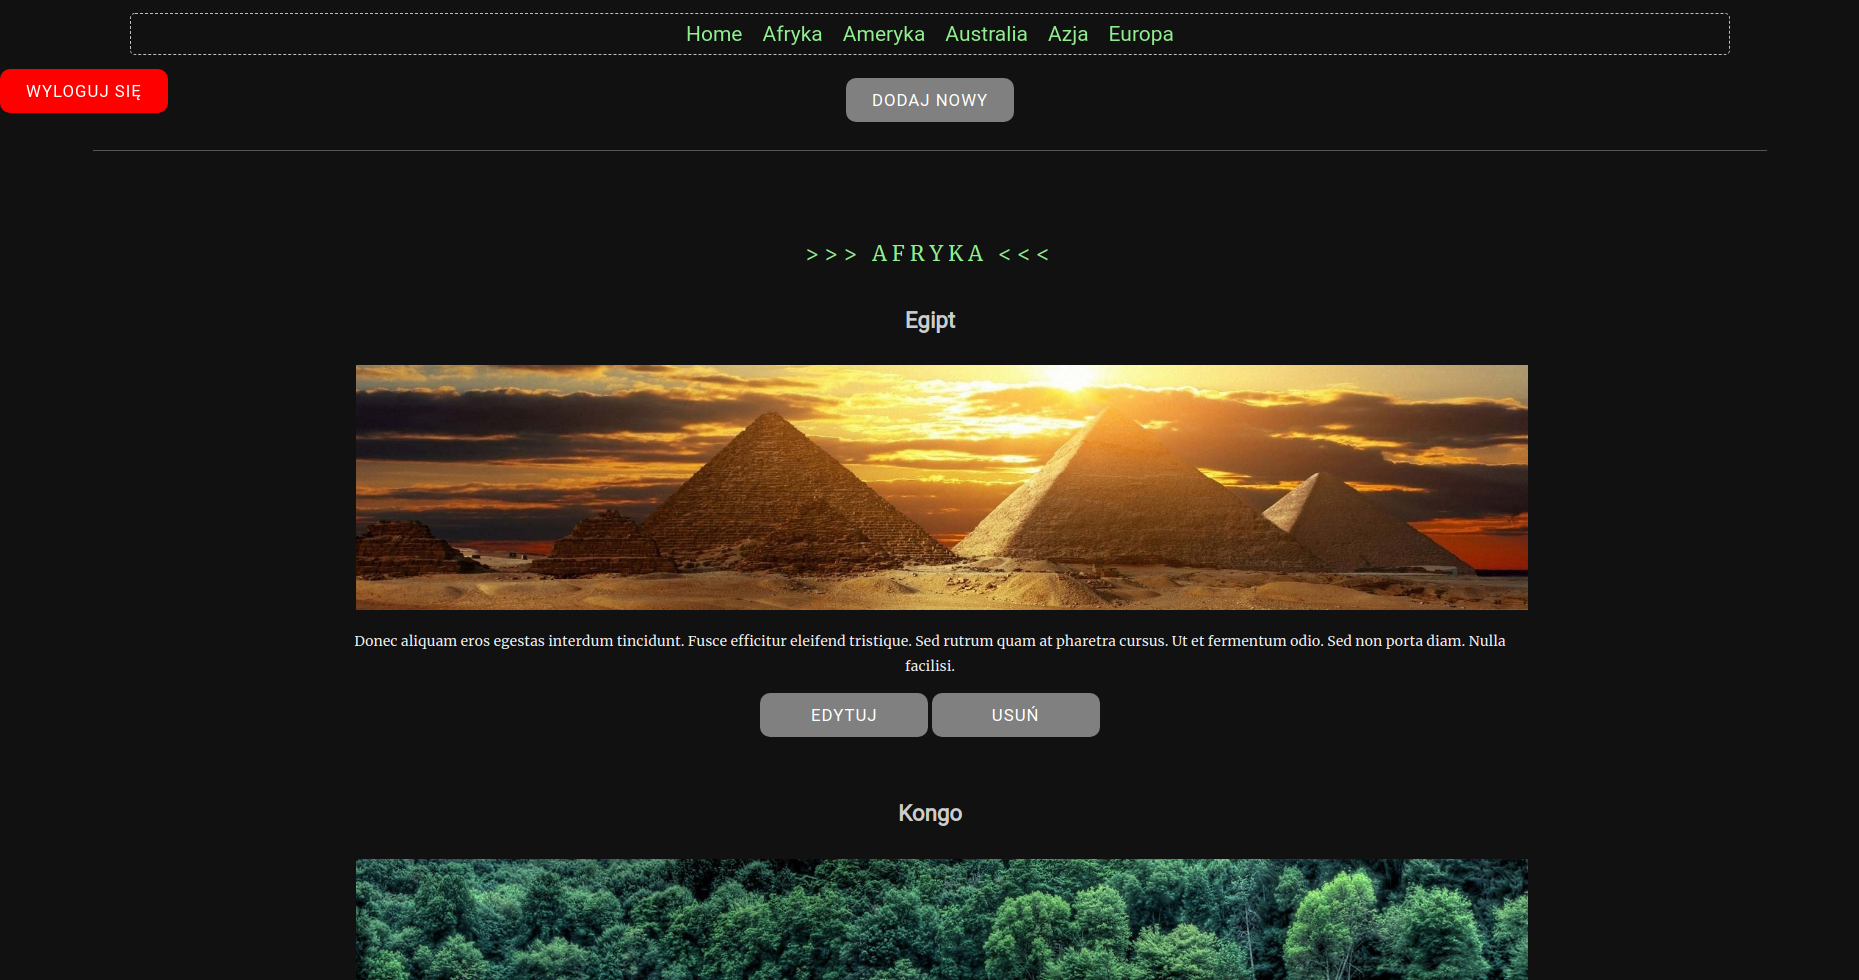 Home Afryka Ameryka Australia Azja Europa
WYLOGUJ SIĘ
DODAJ NOWY
>>> AFRYKA <<<
Egipt
Donec aliquam eros egestas interdum tincidunt. Fusce efficitur eleifend tristique. Sed rutrum quam at pharetra cursus. Ut et fermentum odio. Sed non porta diam. Nulla
facilisi.
EDYTUJ USUŃ
Kongo